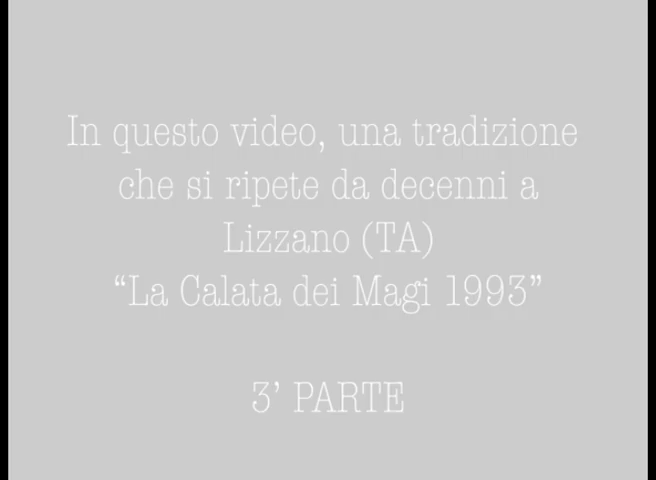 In questo video, una tradizione
che si ripete da decenni a
Lizzano (TA)
“La Calata dei Magi 1993”
3’ PARTE